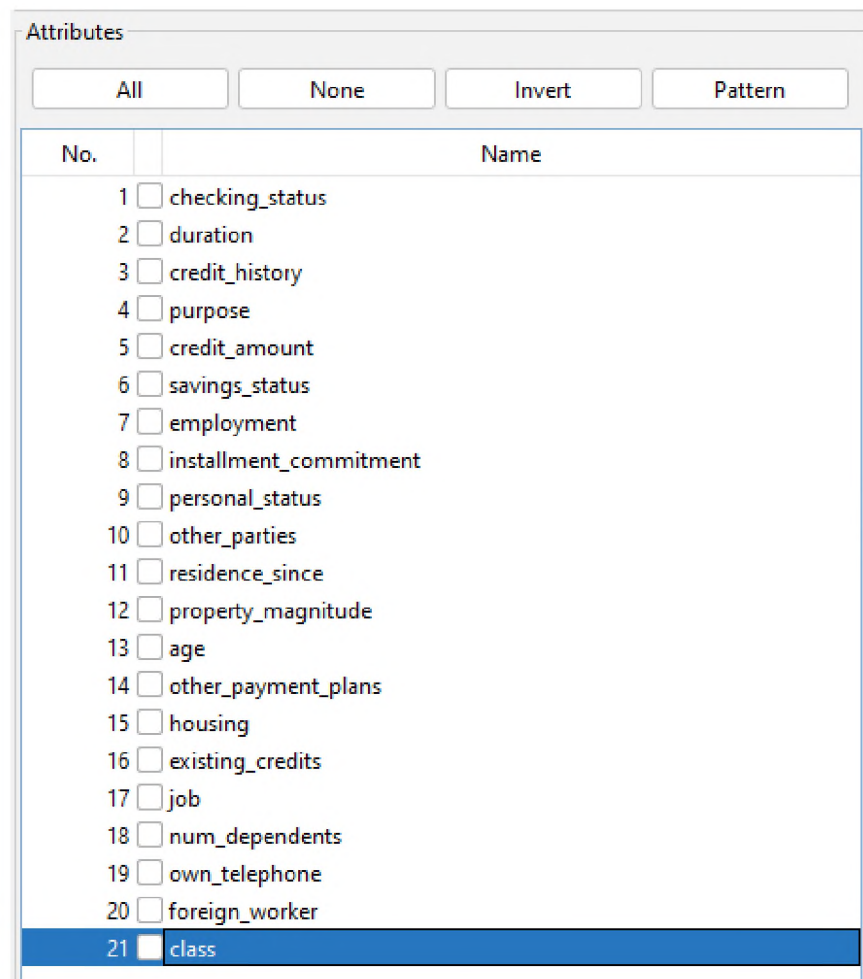 Attributes
All None Invert Pattern
No. Name
1 checking_status
2 duration
3 credit_history
4 purpose
5 credit_amount
6 savings_status
7 employment
8 installment_commitment
9 personal_status
10 other_parties
11 residence_since
12 property_magnitude
13 age
14 other_payment_plans
15 housing
16 existing_credits
17 job
18 num_dependents
19 own_telephone
20 foreign_worker
21 class